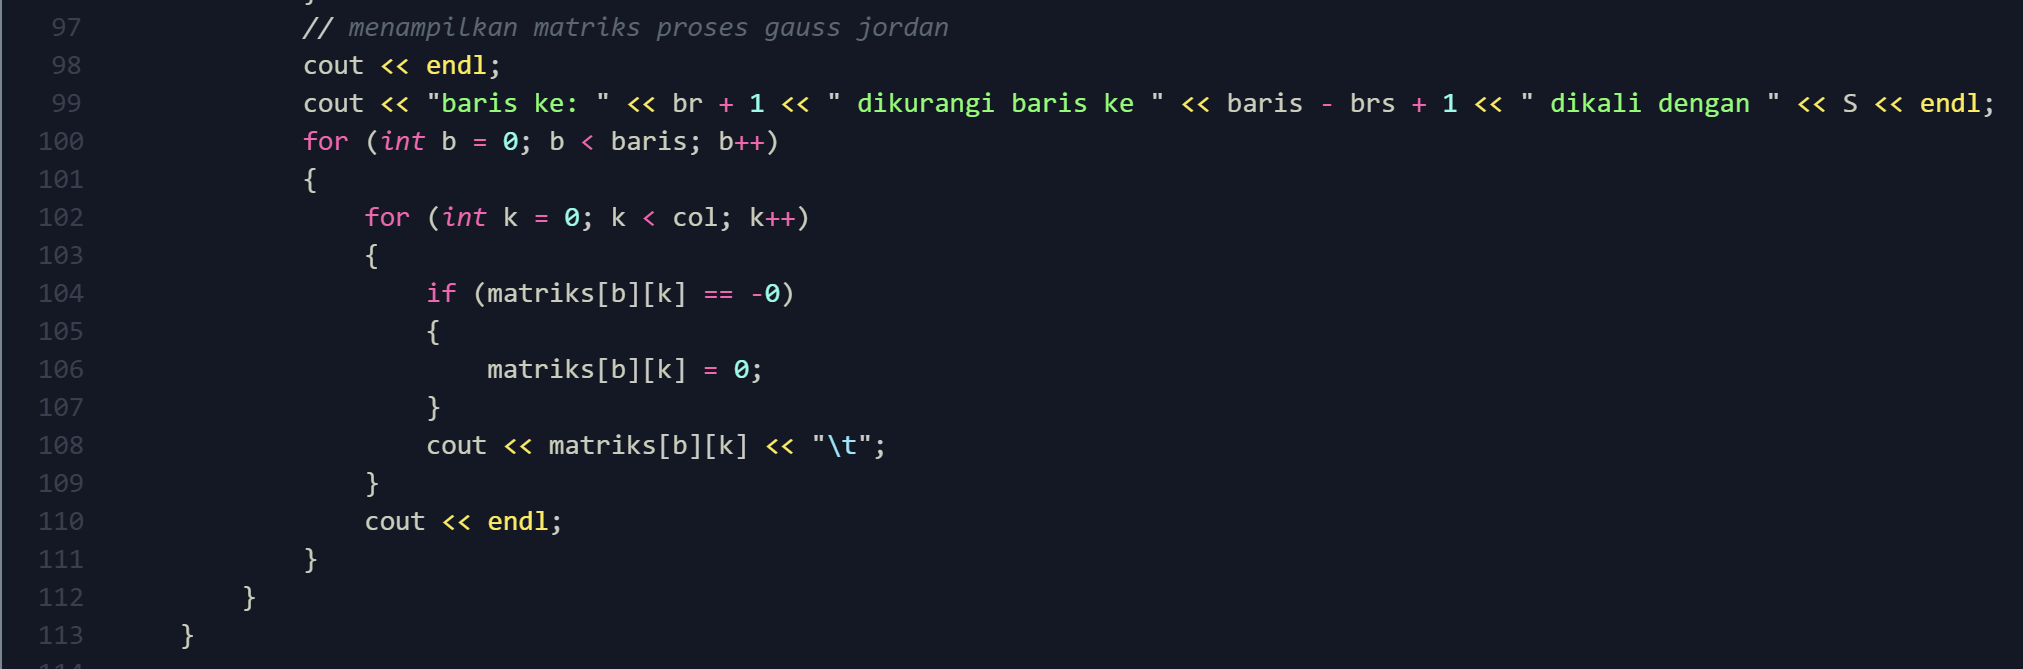 97 // menampilkan matriks proses gauss jordan
98 cout << endl;
99 cout << "baris ke: " << br + 1 << " dikurangi baris ke " << baris - brs + 1 << " dikali dengan " << S << endl;
100 for (int b = 0; b < baris; b++)
101 {
102 for (int k = 0; k < col; k++)
103 {
104 if (matriks[b][k] == -0)
105 {
106 matriks[b][k] = 0;
107 }
108 cout << matriks[b][k] << "\t";
109 }
110 cout << endl;
111 }
112 }
113 }